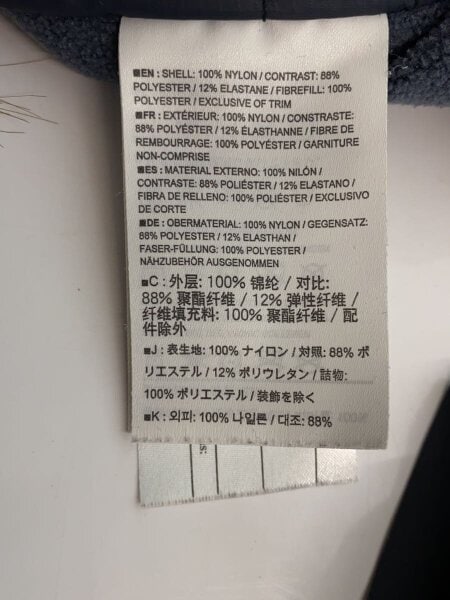 ■EN : SHELL: 100% NYLON / CONTRAST: 88%
POLYESTER / 12% ELASTANE / FIBREFILL: 100%
POLYESTER / EXCLUSIVE OF TRIM
■FR : EXTÉRIEUR: 100% NYLON / CONSTRASTE:
88% POLYÉSTER / 12% ÉLASTHANNE / FIBRE DE
REMBOURRAGE: 100% POLYÉSTER / GARNITURE
NON-COMPRISE
■ES : MATERIAL EXTERNO: 100% NILÓN /
CONTRASTE: 88% POLIÉSTER / 12% ELASTANO /
FIBRA DE RELLENO: 100% POLIÉSTER / EXCLUSIVO
DE CORTE
■DE : OBERMATERIAL: 100% NYLON / GEGENSATZ:
88% POLYESTER / 12% ELASTHAN /
FASER-FÜLLUNG: 100% POLYESTER /
NÄHZUBEHÖR AUSGENOMMEN
■C : 外层: 100% 锦纶 / 对比:
88% 聚酯纤维 / 12% 弹性纤维 /
纤维填充料: 100% 聚酯纤维 / 配
件除外
■J : 表生地: 100% ナイロン / 対照: 88% ポ
リエステル / 12% ポリウレタン / 詰物:
100% ポリエステル / 装飾を除く
■K : 외피: 100% 나일론 / 대조: 88%